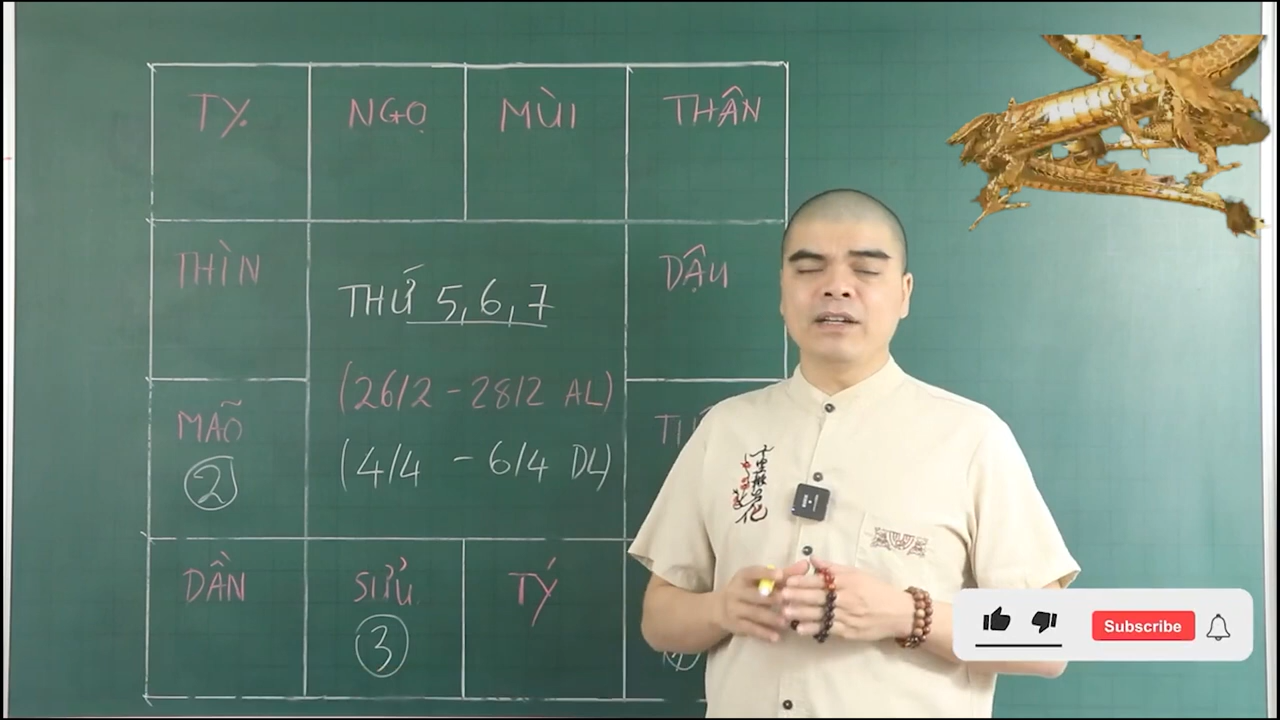 TỴ
NGỌ
MÙI
THÂN
THÌN
THỨ 5,6,7
DẬU
(26/2 - 28/2 AL)
MÃO
(4/4 - 6/4 DL)
②
DẦN
SỬU
TÝ
③
Subscribe